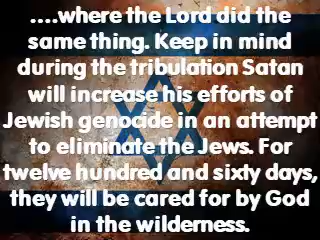 ....where the Lord did the
same thing. Keep in mind
during the tribulation Satan
will increase his efforts of
Jewish genocide in an attempt
to eliminate the Jews. For
twelve hundred and sixty days,
they will be cared for by God
in the wilderness.